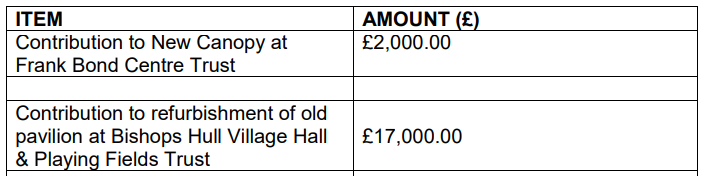 ITEM AMOUNT (£)
Contribution to New Canopy at £2,000.00
Frank Bond Centre Trust
Contribution to refurbishment of old
pavilion at Bishops Hull Village Hall £17,000.00
& Playing Fields Trust